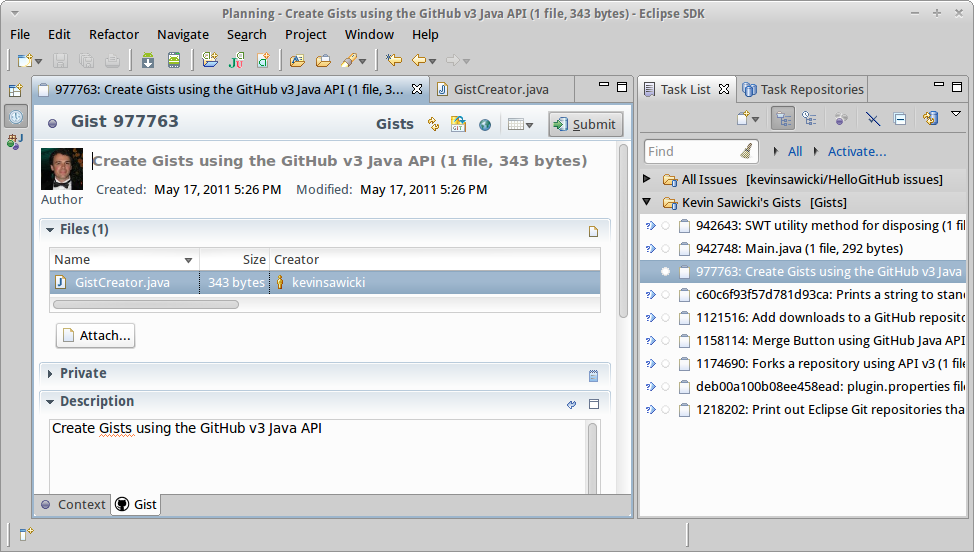 Planning - Create Gists using the GitHub v3 Java API (1 file, 343 bytes) - Eclipse SDK
File Edit Refactor Navigate Search Project Window Help
977763: Create Gists using the GitHub v3 Java API (1 file, 3...
GistCreator.java
Gist 977763
Gists
Submit
Create Gists using the GitHub v3 Java API (1 file, 343 bytes)
Created: May 17, 2011 5:26 PM Modified: May 17, 2011 5:26 PM
Author
Files (1)
Name Size Creator
GistCreator.java 343 bytes kevinsawicki
Attach...
Private
Description
Create Gists using the GitHub v3 Java API
Context Gist
Task List Task Repositories
Find All Activate...
All Issues [kevinsawicki/HelloGitHub issues]
Kevin Sawicki's Gists [Gists]
942643: SWT utility method for disposing (1 fil
942748: Main.java (1 file, 292 bytes)
977763: Create Gists using the GitHub v3 Java
c60c6f93f57d781d93ca: Prints a string to stand
1121516: Add downloads to a GitHub reposito
1158114: Merge Button using GitHub Java API
1174690: Forks a repository using API v3 (1 file
deb00a100b08ee458ead: plugin.properties file
1218202: Print out Eclipse Git repositories tha